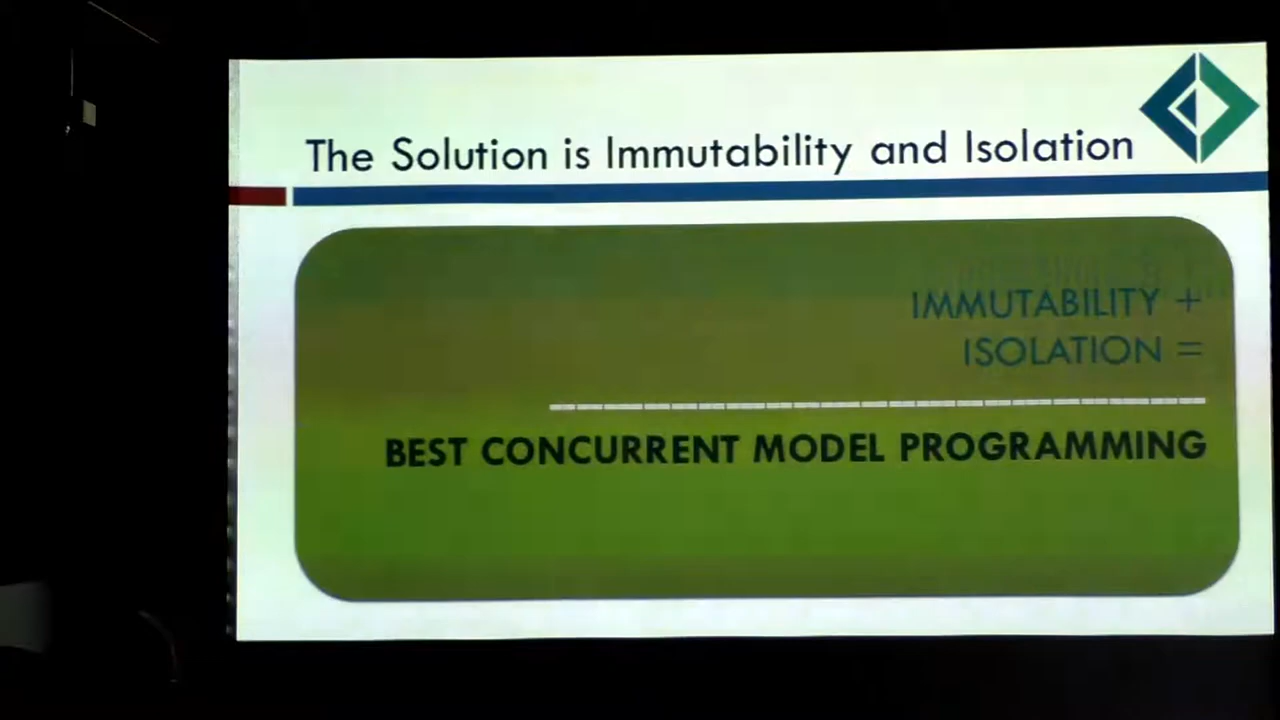 The Solution is Immutability and Isolation
IMMUTABILITY +
ISOLATION =
BEST CONCURRENT MODEL PROGRAMMING